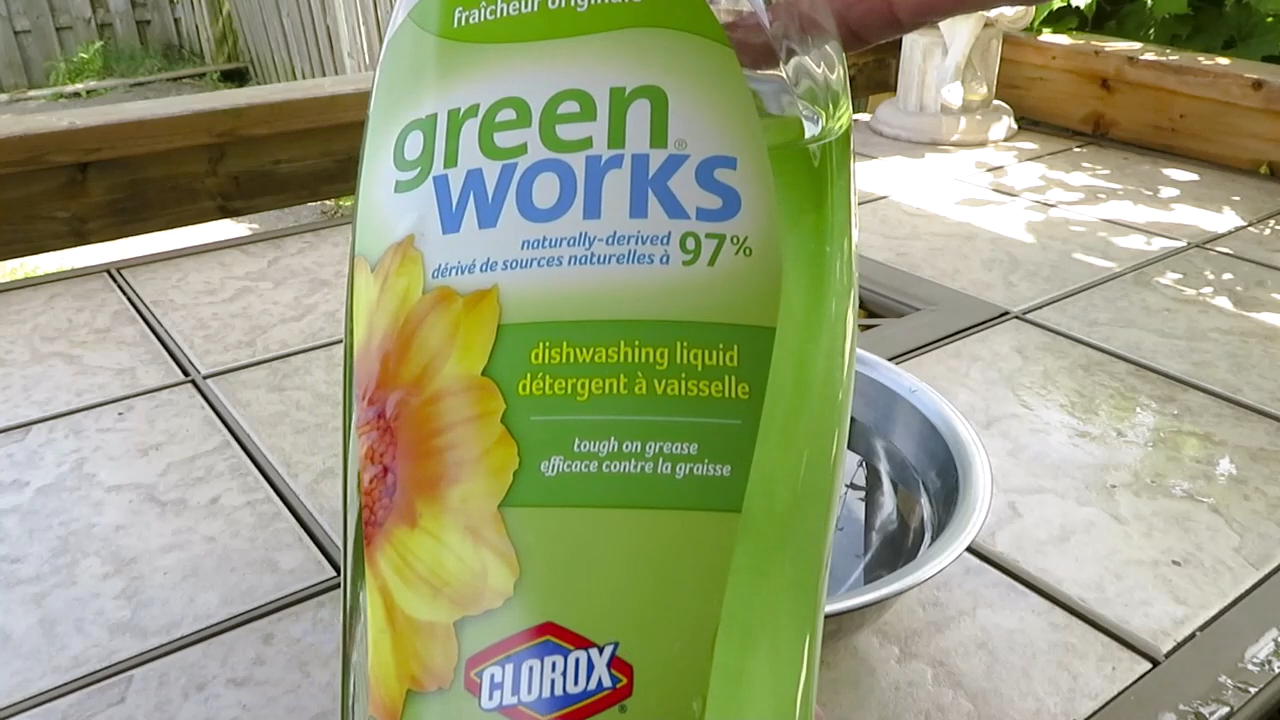 fraîcheur originale
green
works®
naturally-derived
dérivé de sources naturelles à 97%
dishwashing liquid
détergent à vaisselle
tough on grease
efficace contre la graisse
CLOROX®